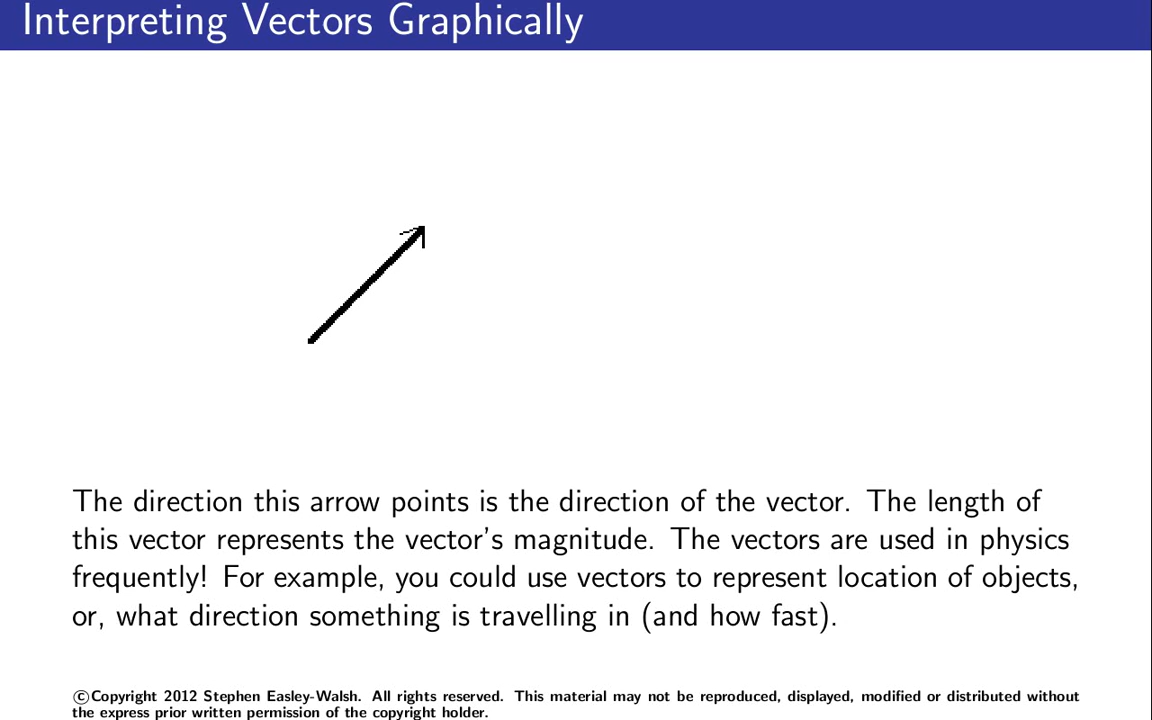 Interpreting Vectors Graphically
The direction this arrow points is the direction of the vector. The length of
this vector represents the vector's magnitude. The vectors are used in physics
frequently! For example, you could use vectors to represent location of objects,
or, what direction something is travelling in (and how fast).
©Copyright 2012 Stephen Easley-Walsh. All rights reserved. This material may not be reproduced, displayed, modified or distributed without
the express prior written permission of the copyright holder.